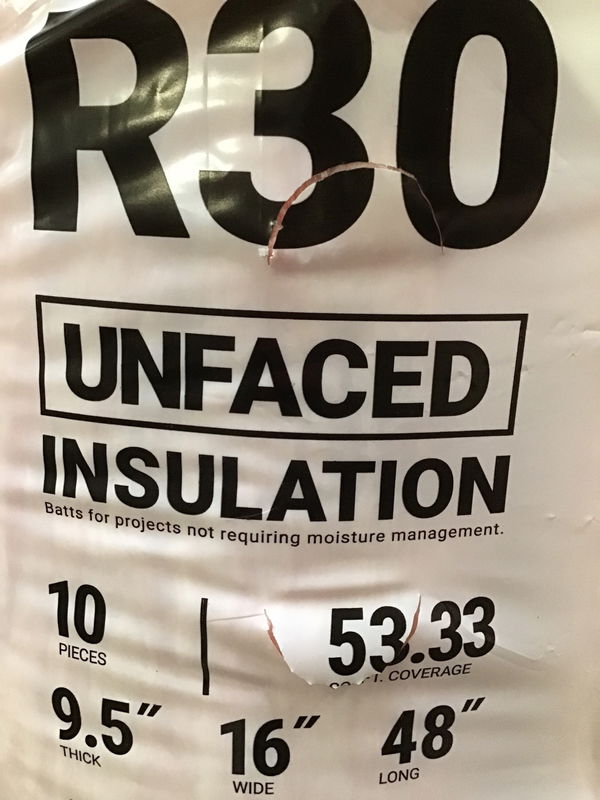 R30
UNFACED
INSULATION
Batts for projects not requiring moisture management.
10
PIECES
53.33
COVERAGE
9.5″
THICK
16″
WIDE
48″
LONG